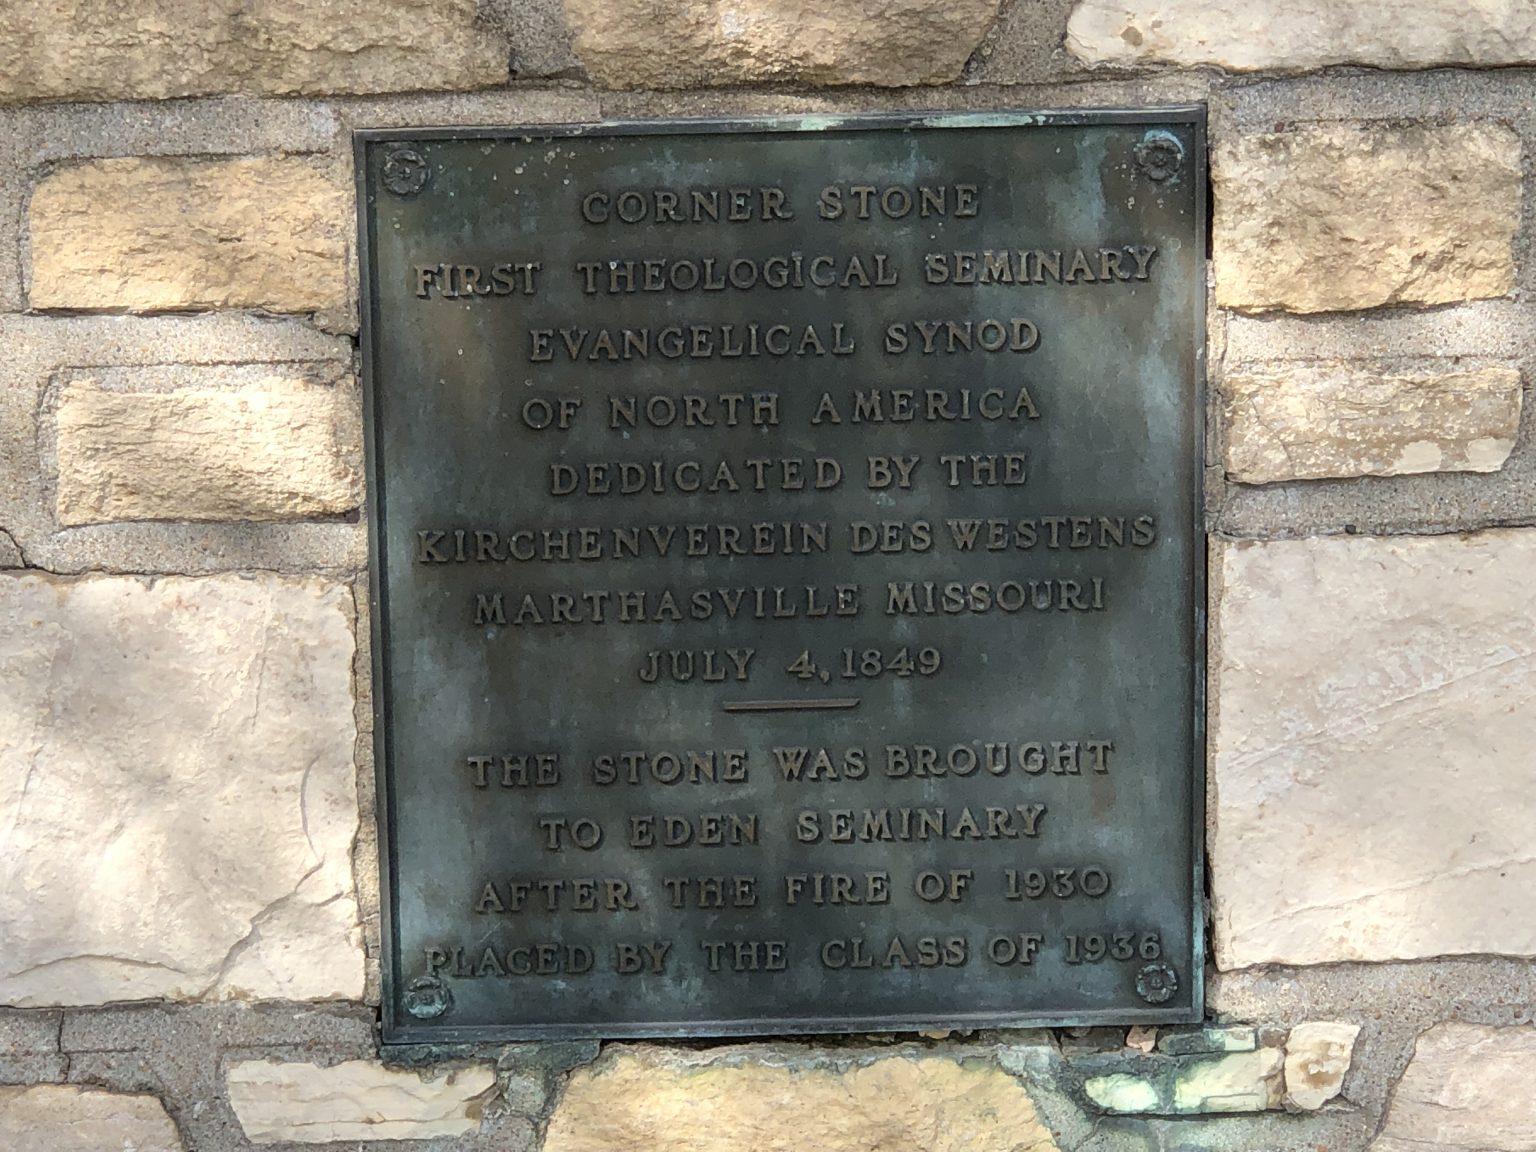 CORNER STONE
FIRST THEOLOGICAL SEMINARY
EVANGELICAL SYNOD
OF NORTH AMERICA
DEDICATED BY THE
KIRCHENVEREIN DES WESTENS
MARTHASVILLE MISSOURI
JULY 4, 1849
THE STONE WAS BROUGHT
TO EDEN SEMINARY
AFTER THE FIRE OF 1930
PLACED BY THE CLASS OF 1936